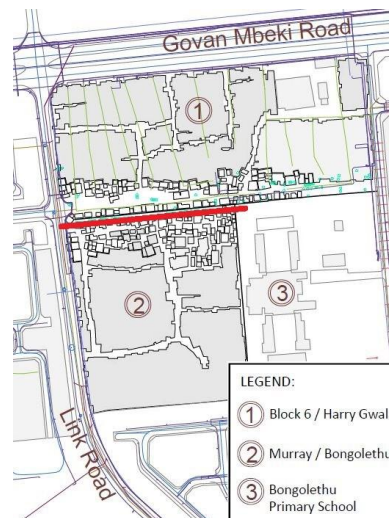 Govan Mbeki Road
1
2
3
Link Road
LEGEND:
1 Block 6 / Harry Gwal
2 Murray / Bongolethu
3 Bongolethu
Primary School